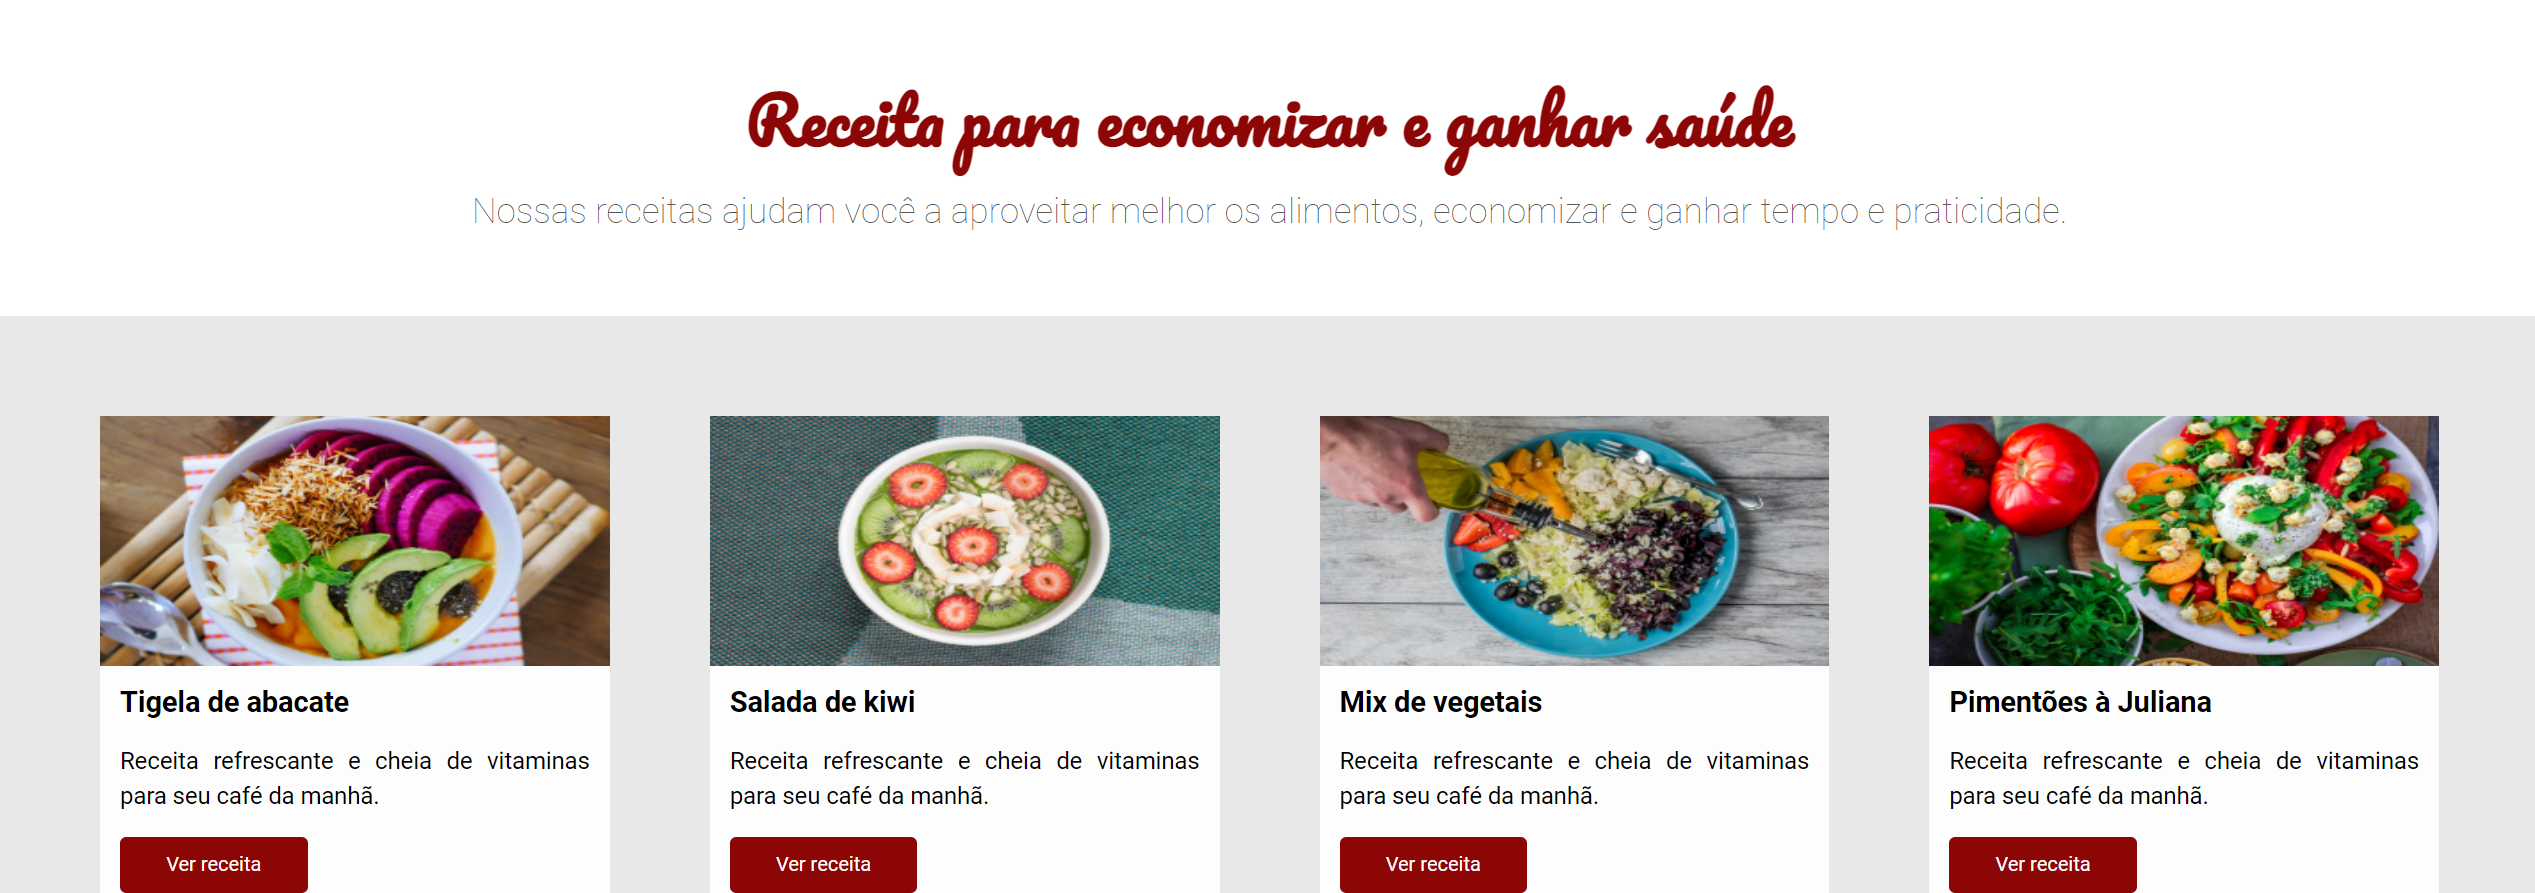 Receita para economizar e ganhar saúde
Nossas receitas ajudam você a aproveitar melhor os alimentos, economizar e ganhar tempo e praticidade.
Tigela de abacate
Receita refrescante e cheia de vitaminas
para seu café da manhã.
Ver receita
Salada de kiwi
Receita refrescante e cheia de vitaminas
para seu café da manhã.
Ver receita
Mix de vegetais
Receita refrescante e cheia de vitaminas
para seu café da manhã.
Ver receita
Pimentões à Juliana
Receita refrescante e cheia de vitaminas
para seu café da manhã.
Ver receita